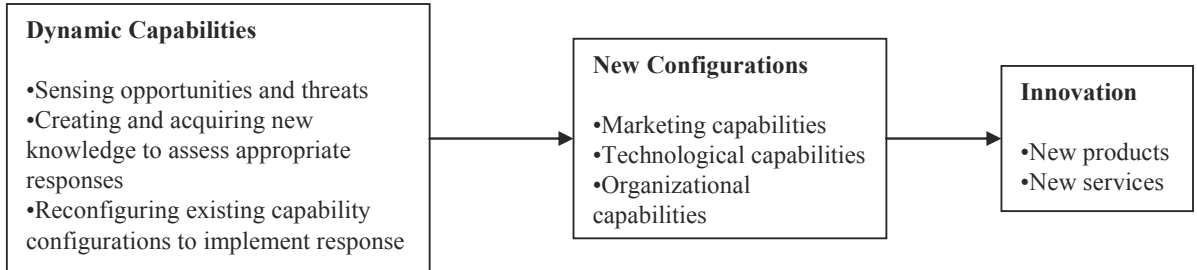 Dynamic Capabilities
•Sensing opportunities and threats
•Creating and acquiring new
knowledge to assess appropriate
responses
•Reconfiguring existing capability
configurations to implement response
New Configurations
•Marketing capabilities
•Technological capabilities
•Organizational
capabilities
Innovation
•New products
•New services